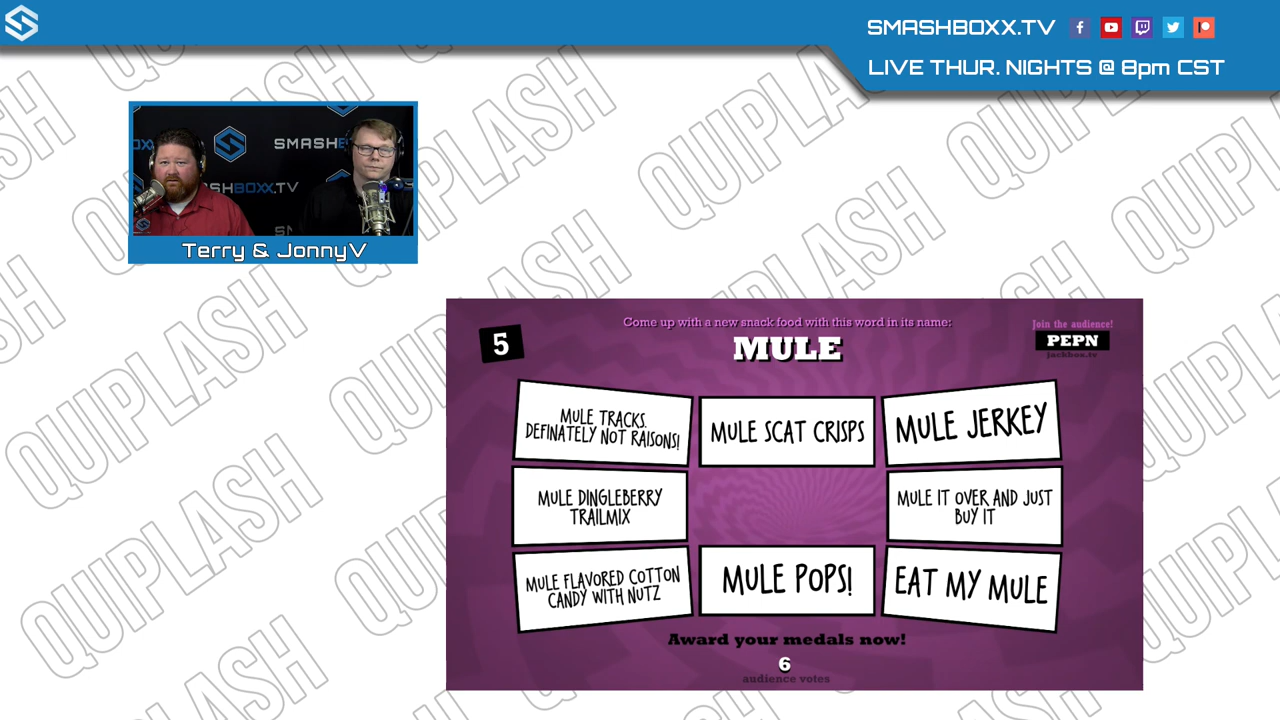 SMASHBOXX.TV
LIVE THUR. NIGHTS @ 8pm CST
QUIPLASH
SMASHB
SHBOXX.TV
Terry & JonnyV
5
Come up with a new snack food with this word in its name:
MULE
Join the audience!
PEPN
jackbox.tv
MULE TRACKS.
DEFINATELY NOT RAISONS!
MULE SCAT CRISPS
MULE JERKEY
MULE DINGLEBERRY
TRAILMIX
MULE IT OVER AND JUST
BUY IT
MULE FLAVORED COTTON
CANDY WITH NUTZ
MULE POPS!
EAT MY MULE
Award your medals now!
6
audience votes